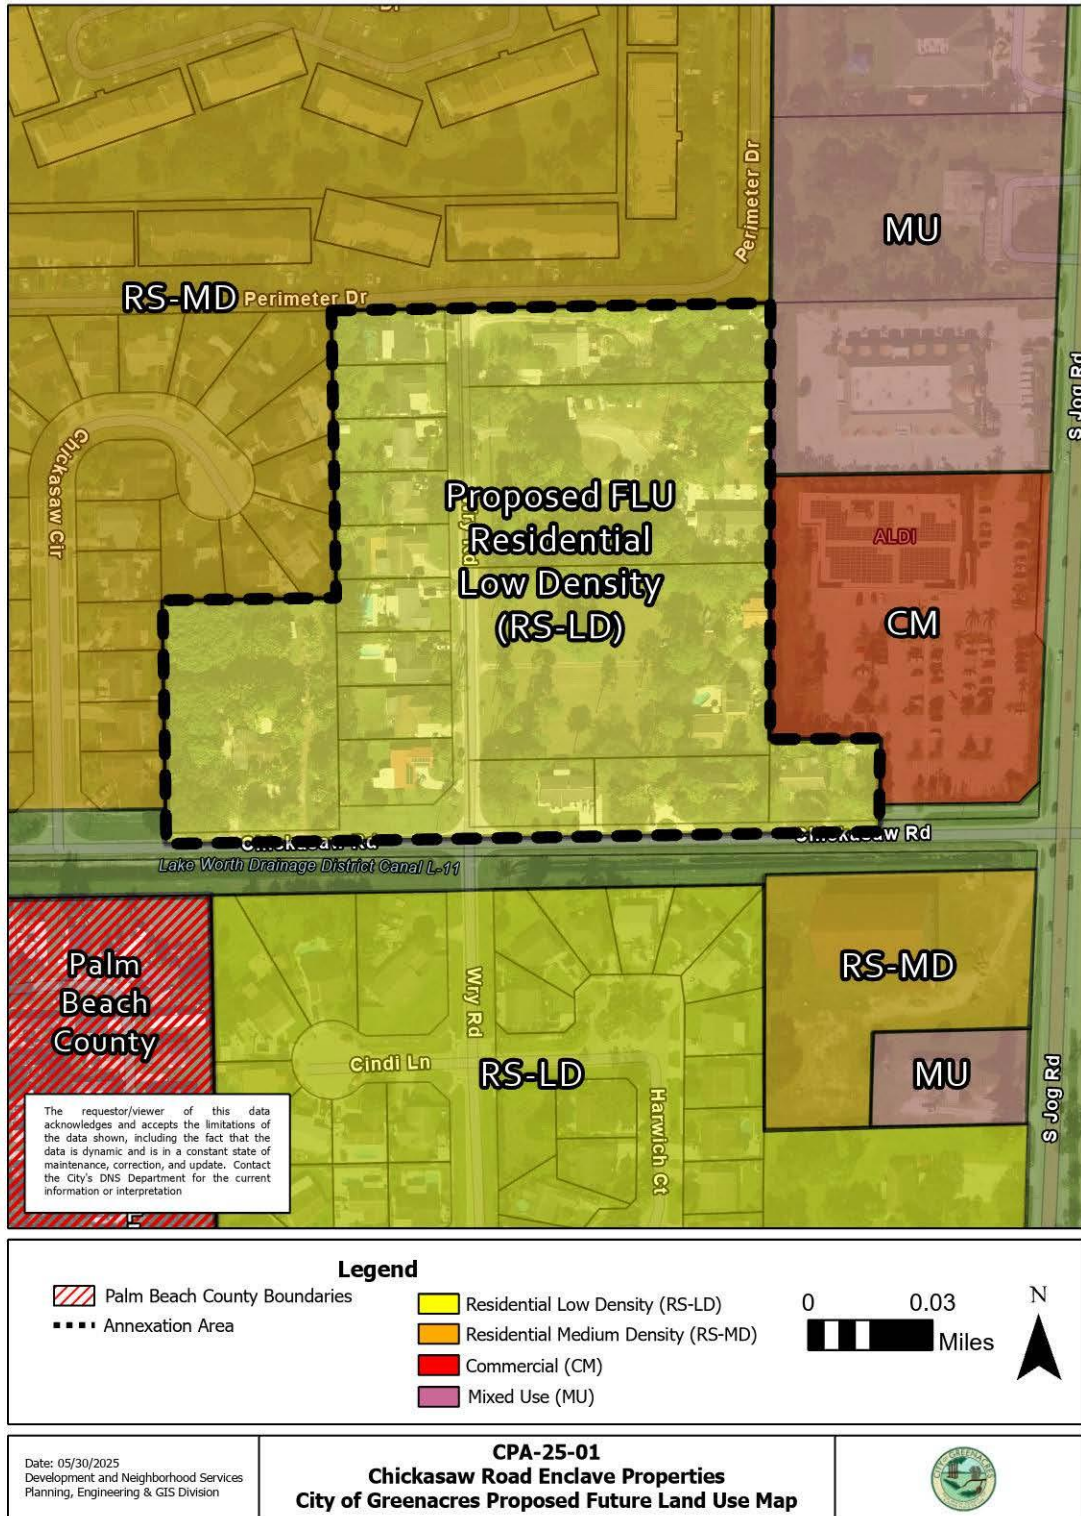 Perimeter Dr
MU
RS-MD
Perimeter Dr
S Jog Rd
Chickasaw Cir
Proposed FLU
Residential
Low Density
(RS-LD)
ALDI
CM
Chickasaw Rd
Chickasaw Rd
Lake Worth Drainage District Canal L-11
Palm
Beach
County
RS-MD
Wry Rd
Cindi Ln
RS-LD
MU
Harwich Ct
S Jog Rd
The requestor/viewer of this data
acknowledges and accepts the limitations of
the data shown, including the fact that the
data is dynamic and is in a constant state of
maintenance, correction, and update. Contact
the City's DNS Department for the current
information or interpretation
Legend
Palm Beach County Boundaries
Annexation Area
Residential Low Density (RS-LD)
Residential Medium Density (RS-MD)
Commercial (CM)
Mixed Use (MU)
0 0.03
Miles
N
Date: 05/30/2025
Development and Neighborhood Services
Planning, Engineering & GIS Division
CPA-25-01
Chickasaw Road Enclave Properties
City of Greenacres Proposed Future Land Use Map